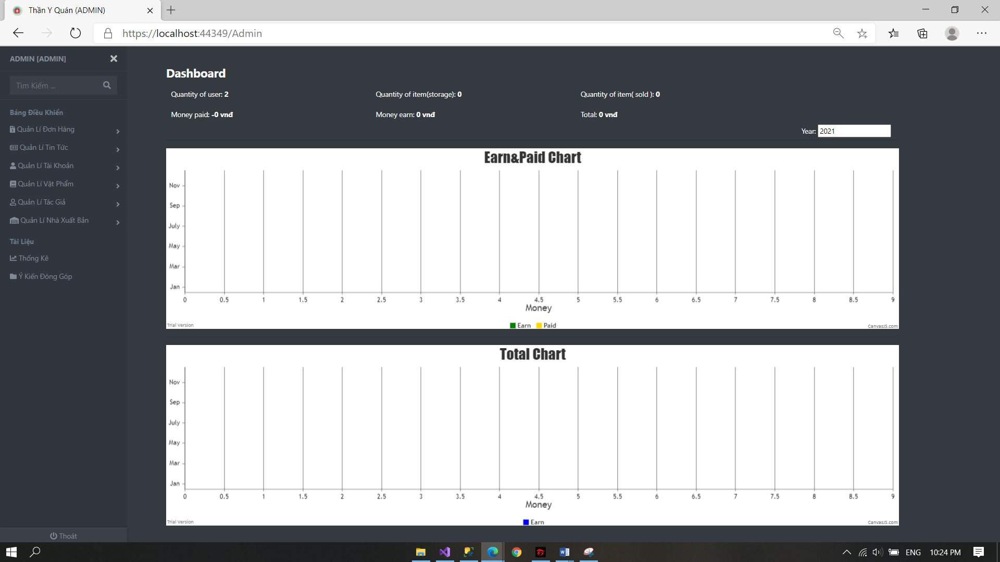 Thần Y Quán (ADMIN)
https://localhost:44349/Admin
ADMIN [ADMIN]
Tìm Kiếm ...
Bảng Điều Khiển
Quản Lí Đơn Hàng
Quản Lí Tin Tức
Quản Lí Tài Khoản
Quản Lí Vật Phẩm
Quản Lí Tác Giả
Quản Lí Nhà Xuất Bản
Tài Liệu
Thống Kê
Ý Kiến Đóng Góp
Thoát
Dashboard
Quantity of user: 2 Quantity of item(storage): 0 Quantity of item( sold ): 0
Money paid: -0 vnđ Money earn: 0 vnđ Total: 0 vnđ
Year: 2021
Earn&Paid Chart
Nov
Sep
July
May
Mar
Jan
0 0.5 1 1.5 2 2.5 3 3.5 4 4.5 5 5.5 6 6.5 7 7.5 8 8.5 9
Money
Trial Version Earn Paid CanvasJS.com
Total Chart
Nov
Sep
July
May
Mar
Jan
0 0.5 1 1.5 2 2.5 3 3.5 4 4.5 5 5.5 6 6.5 7 7.5 8 8.5 9
Money
Trial Version Earn CanvasJS.com
ENG 10:24 PM